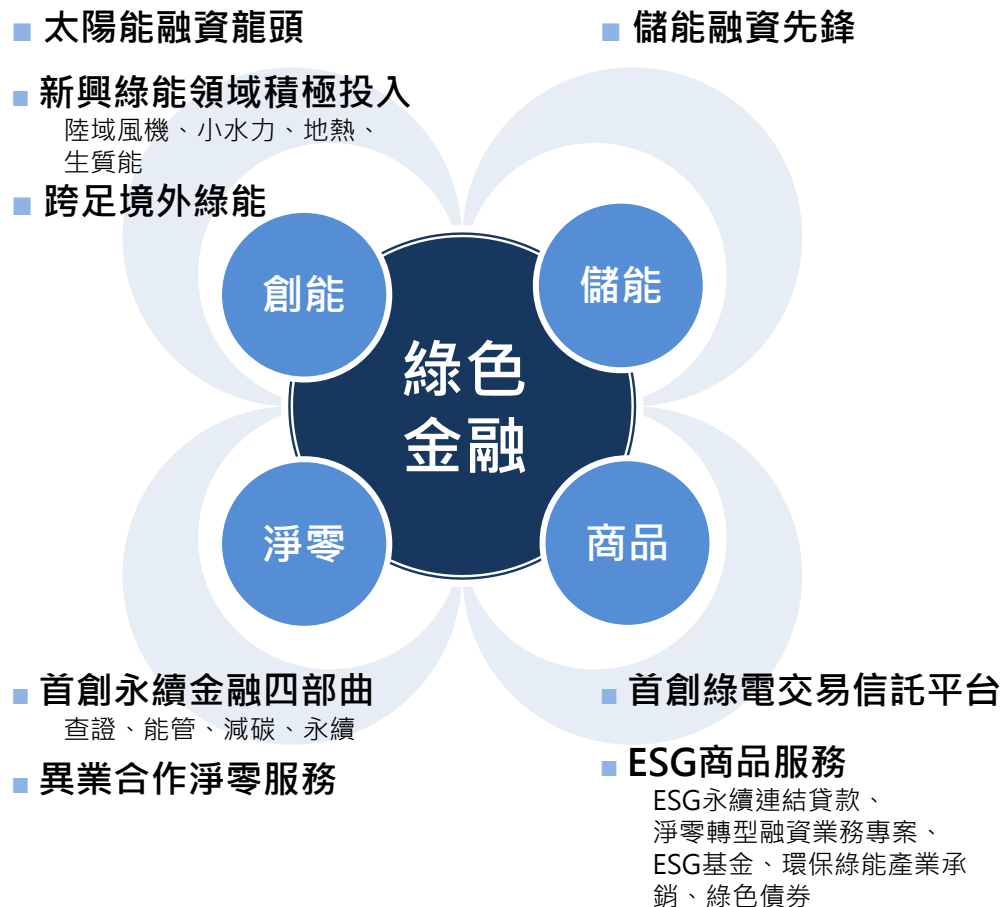 ■ 太陽能融資龍頭
■ 新興綠能領域積極投入
陸域風機、小水力、地熱、
生質能
■ 跨足境外綠能
■ 儲能融資先鋒
創能
儲能
綠色
金融
淨零
商品
■ 首創永續金融四部曲
查證、能管、減碳、永續
■ 異業合作淨零服務
■ 首創綠電交易信託平台
■ ESG商品服務
ESG永續連結貸款、
淨零轉型融資業務專案、
ESG基金、環保綠能產業承
銷、綠色債券